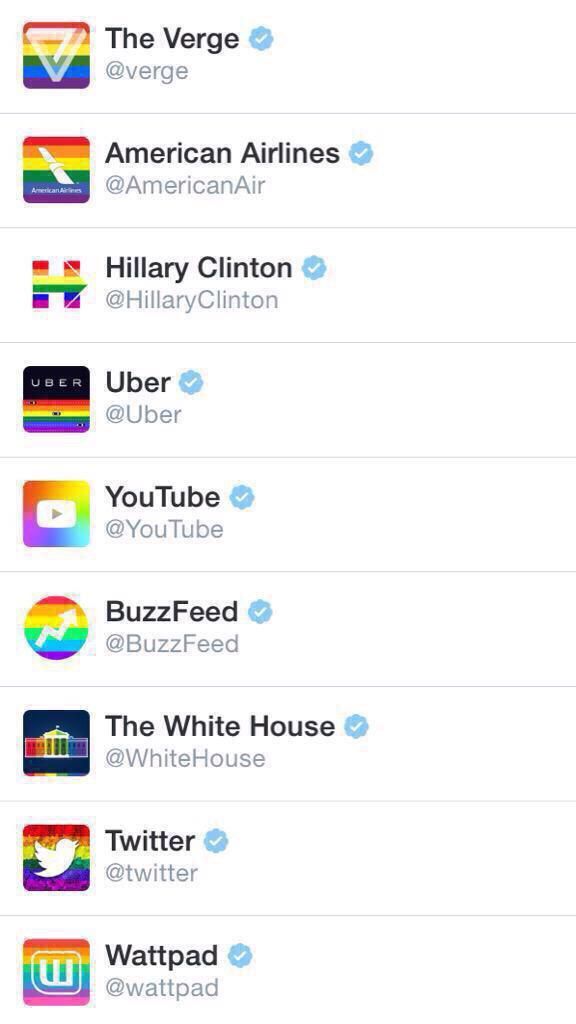 The Verge
@verge
AmericanAirlines
American Airlines
@AmericanAir
H
Hillary Clinton
@HillaryClinton
UBER
Uber
@Uber
YouTube
@YouTube
BuzzFeed
@BuzzFeed
The White House
@WhiteHouse
Twitter
@twitter
W
Wattpad
@wattpad